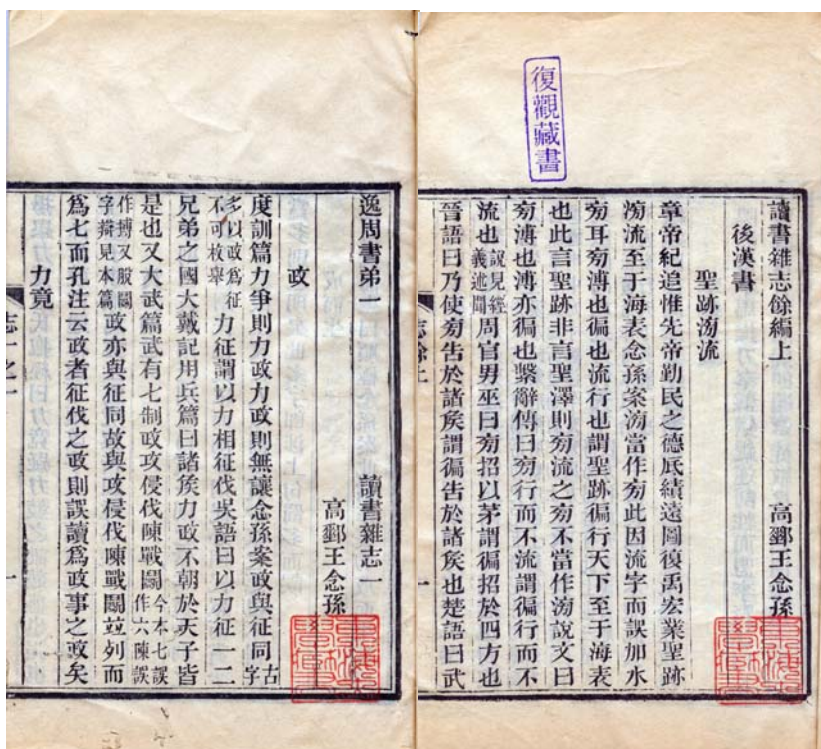 復觀藏書
讀書雜志餘編上
高郵王念孫
後漢書
聖跡滂流
章帝紀追惟先帝勤民之德厎績遠圖復禹宏業聖跡
滂流至于海表念孫案滂當作旁此因流字而誤加水
旁耳旁溥也徧也流行也謂聖跡徧行天下至于海表
也此言聖跡非言聖澤則旁流之旁不當作滂說文曰
旁溥也溥亦徧也繫辭傳曰旁行而不流謂徧行而不
流也說見經義述聞周官男巫曰旁招以茅謂徧招於四方也
晉語曰乃使旁告於諸矦謂徧告於諸矦也楚語曰武
志餘上
一
逸周書弟一
讀書雜志一
高郵王念孫
政
度訓篇力爭則力政力政則無讓念孫案政與征同古字
多以政爲征不可枚舉力征謂以力相征伐吳語曰以力征一二
兄弟之國大戴記用兵篇曰諸矦力政不朝於天子皆
是也又大武篇武有七制政攻侵伐陳戰鬭今本七誤作六陳誤
作搏又脫鬭字辯見本篇政亦與征同故與攻侵伐陳戰鬭竝列而
爲七而孔注云政者征伐之政則誤讀爲政事之政矣
力竟
志一之一
一